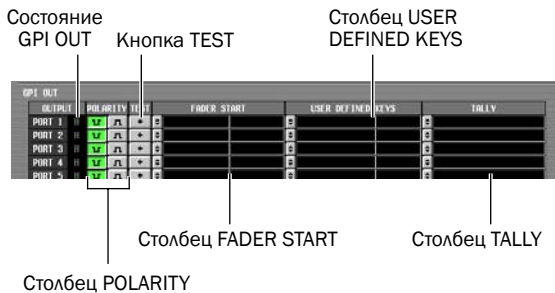 Состояние
GPI OUT
Кнопка TEST
Столбец USER
DEFINED KEYS
GPI OUT
OUTPUT POLARITY TEST FADER START USER DEFINED KEYS TALLY
PORT 1
PORT 2
PORT 3
PORT 4
PORT 5
Столбец FADER START
Столбец TALLY
Столбец POLARITY